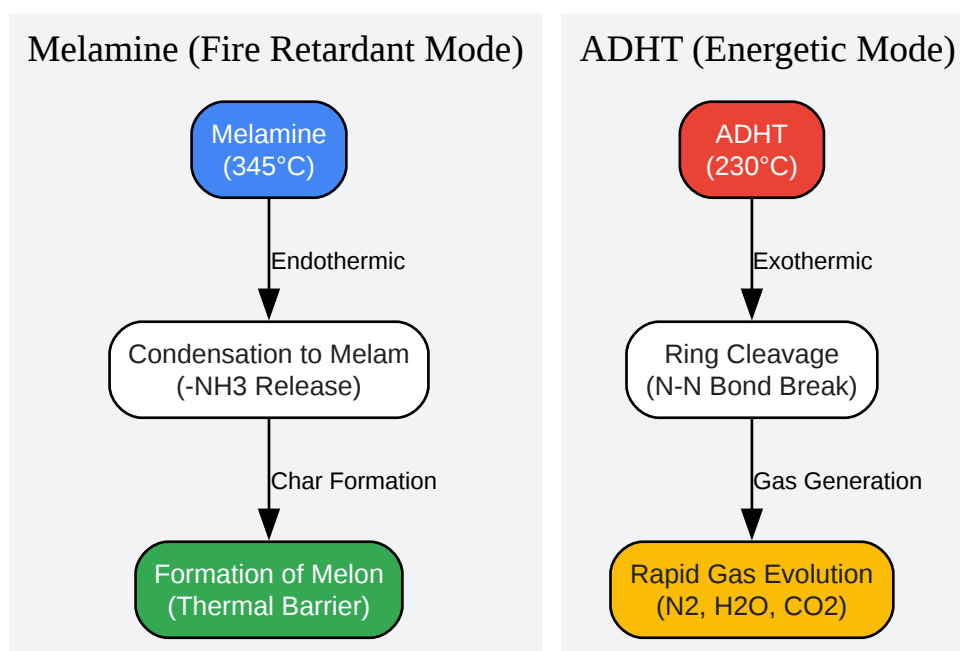 Melamine (Fire Retardant Mode)
Melamine
(345°C)
Endothermic
Condensation to Melam
(-NH3 Release)
Char Formation
Formation of Melon
(Thermal Barrier)
ADHT (Energetic Mode)
ADHT
(230°C)
Exothermic
Ring Cleavage
(N-N Bond Break)
Gas Generation
Rapid Gas Evolution
(N2, H2O, CO2)